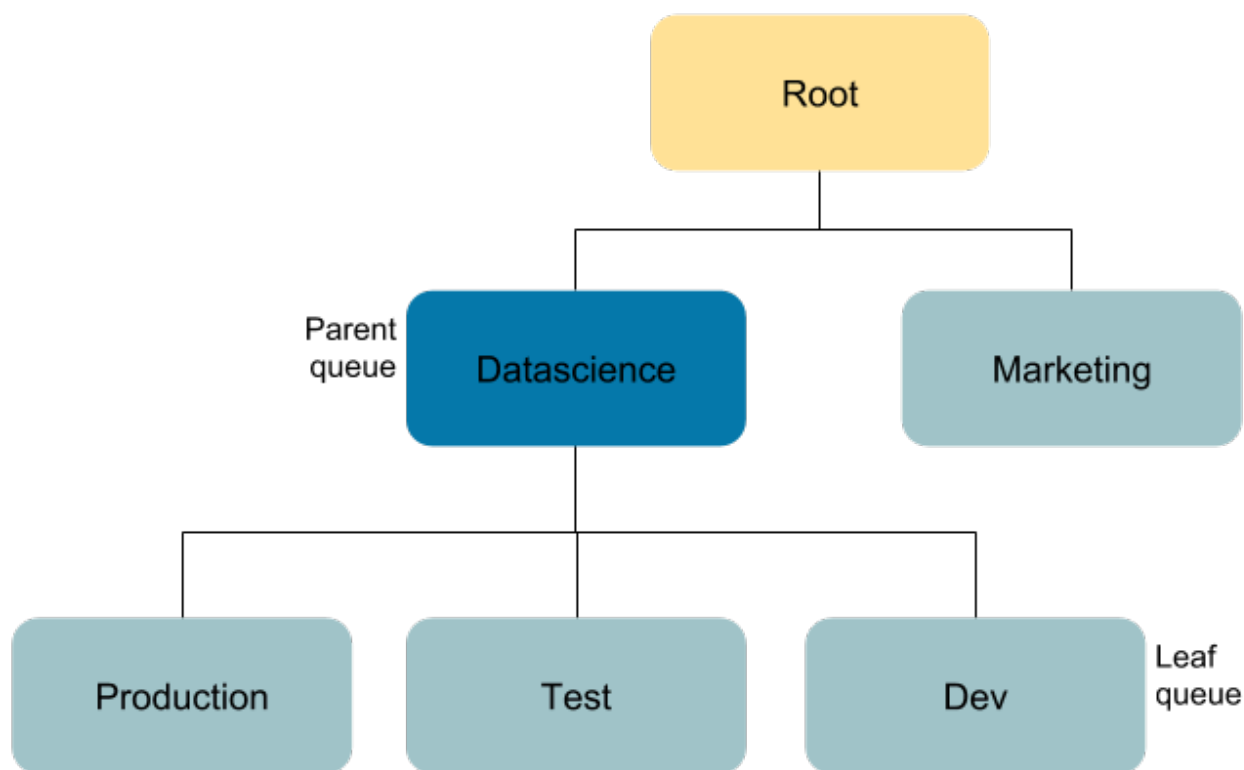 Root
Parent
queue
Datascience
Marketing
Production
Test
Dev
Leaf
queue